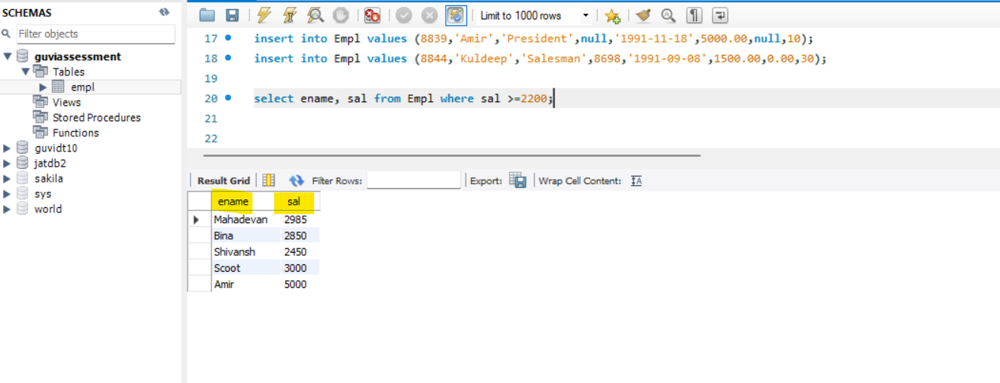 SCHEMAS
Filter objects
guviassessment
Tables
empl
Views
Stored Procedures
Functions
guvidt10
jatdb2
sakila
sys
world
Limit to 1000 rows
17 insert into Empl values (8839,'Amir','President',null,'1991-11-18',5000.00,null,10);
18 insert into Empl values (8844,'Kuldeep','Salesman',8698,'1991-09-08',1500.00,0.00,30);
19
20 select ename, sal from Empl where sal >=2200;
21
22
Result Grid Filter Rows: Export: Wrap Cell Content:
ename sal
Mahadevan 2985
Bina 2850
Shivansh 2450
Scoot 3000
Amir 5000